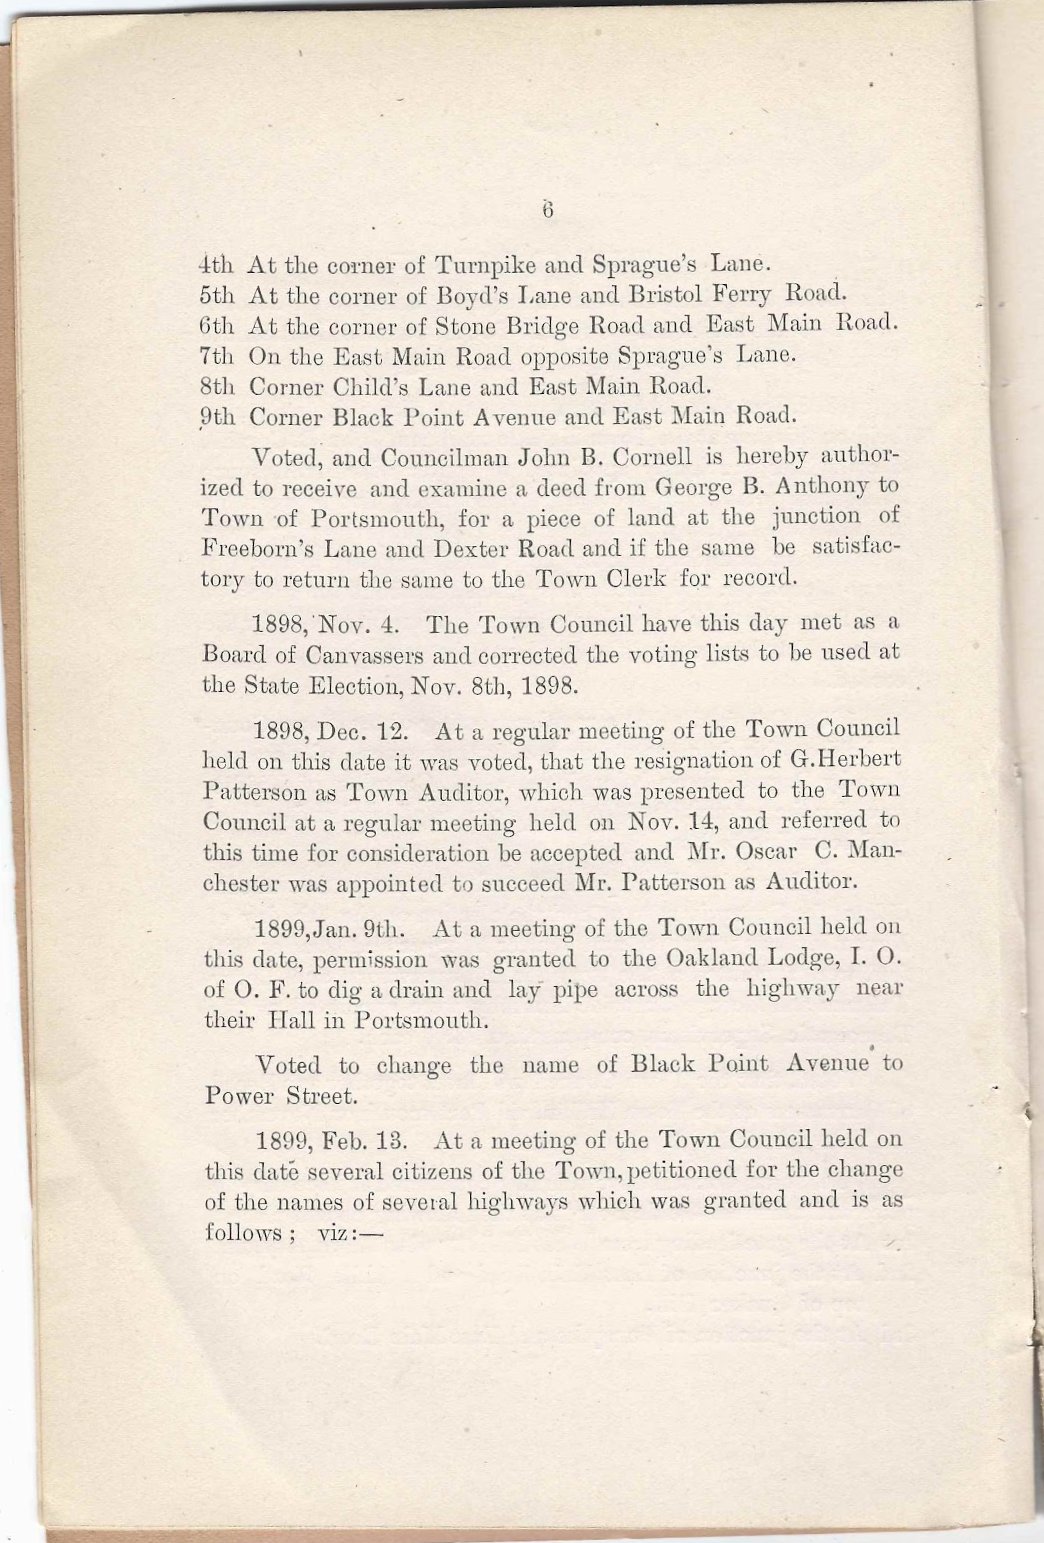 6
4th At the corner of Turnpike and Sprague's Lane.
5th At the corner of Boyd's Lane and Bristol Ferry Road.
6th At the corner of Stone Bridge Road and East Main Road.
7th On the East Main Road opposite Sprague's Lane.
8th Corner Child's Lane and East Main Road.
9th Corner Black Point Avenue and East Main Road.
Voted, and Councilman John B. Cornell is hereby author-
ized to receive and examine a deed from George B. Anthony to
Town of Portsmouth, for a piece of land at the junction of
Freeborn's Lane and Dexter Road and if the same be satisfac-
tory to return the same to the Town Clerk for record.
1898, Nov. 4. The Town Council have this day met as a
Board of Canvassers and corrected the voting lists to be used at
the State Election, Nov. 8th, 1898.
1898, Dec. 12. At a regular meeting of the Town Council
held on this date it was voted, that the resignation of G.Herbert
Patterson as Town Auditor, which was presented to the Town
Council at a regular meeting held on Nov. 14, and referred to
this time for consideration be accepted and Mr. Oscar C. Man-
chester was appointed to succeed Mr. Patterson as Auditor.
1899,Jan. 9th. At a meeting of the Town Council held on
this date, permission was granted to the Oakland Lodge, I. O.
of O. F. to dig a drain and lay pipe across the highway near
their Hall in Portsmouth.
Voted to change the name of Black Point Avenue to
Power Street.
1899, Feb. 13. At a meeting of the Town Council held on
this date several citizens of the Town, petitioned for the change
of the names of several highways which was granted and is as
follows ; viz:—